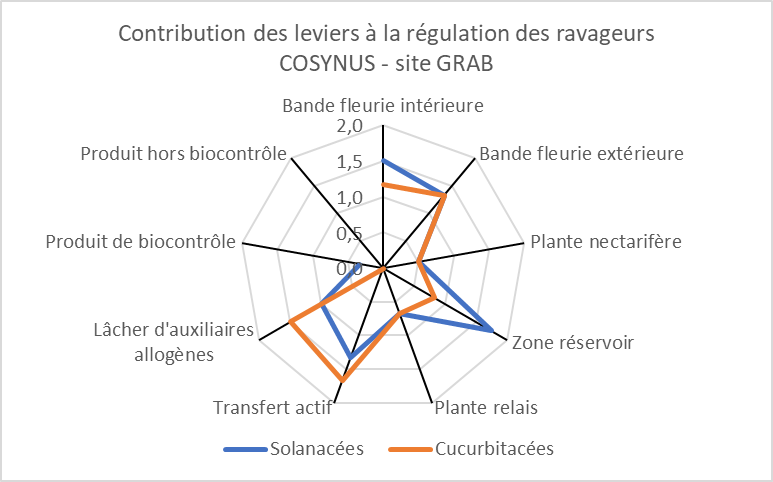 Contribution des leviers à la régulation des ravageurs
COSYNUS - site GRAB
Bande fleurie intérieure
2,0
Produit hors biocontrôle
Bande fleurie extérieure
1,5
1,0
Produit de biocontrôle
0,5
Plante nectarifère
0,0
Lâcher d'auxiliaires
allogènes
Zone réservoir
Transfert actif
Plante relais
Solanacées
Cucurbitacées